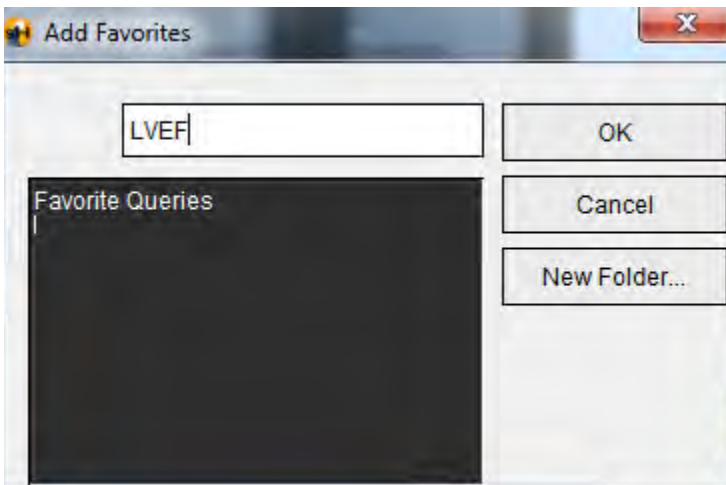 Add Favorites
LVEF
OK
Favorite Queries
Cancel
New Folder...